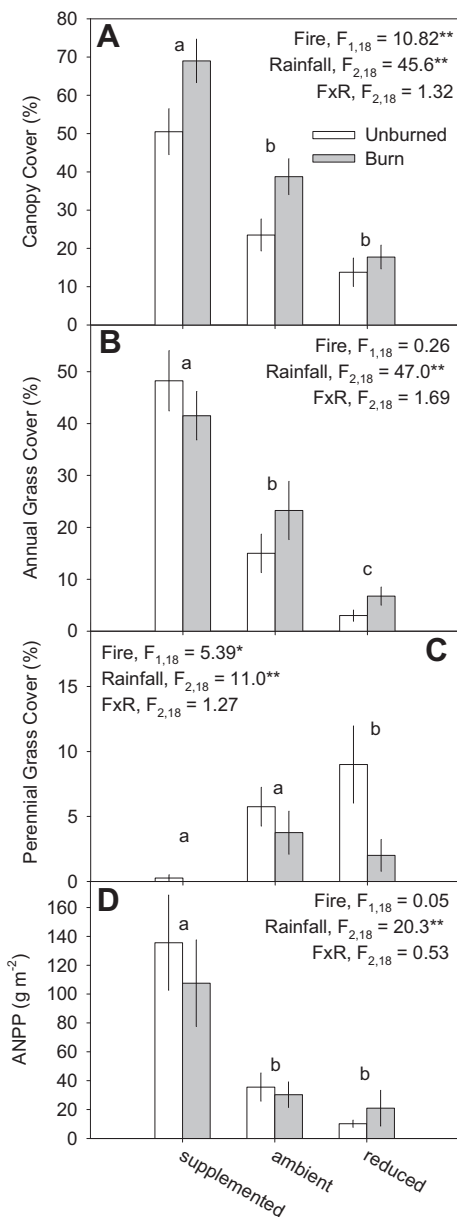 A
a
Fire, F1,18 = 10.82**
Rainfall, F2,18 = 45.6**
FxR, F2,18 = 1.32
Unburned
Burn
b
b
80
70
60
50
40
30
20
10
0
Canopy Cover (%)
B
a
Fire, F1,18 = 0.26
Rainfall, F2,18 = 47.0**
FxR, F2,18 = 1.69
b
c
50
40
30
20
10
0
Annual Grass Cover (%)
Fire, F1,18 = 5.39*
Rainfall, F2,18 = 11.0**
FxR, F2,18 = 1.27
C
b
a
a
15
10
5
0
Perennial Grass Cover (%)
D
a
Fire, F1,18 = 0.05
Rainfall, F2,18 = 20.3**
FxR, F2,18 = 0.53
b
b
160
140
120
100
80
60
40
20
0
ANPP (g m-2)
supplemented
ambient
reduced